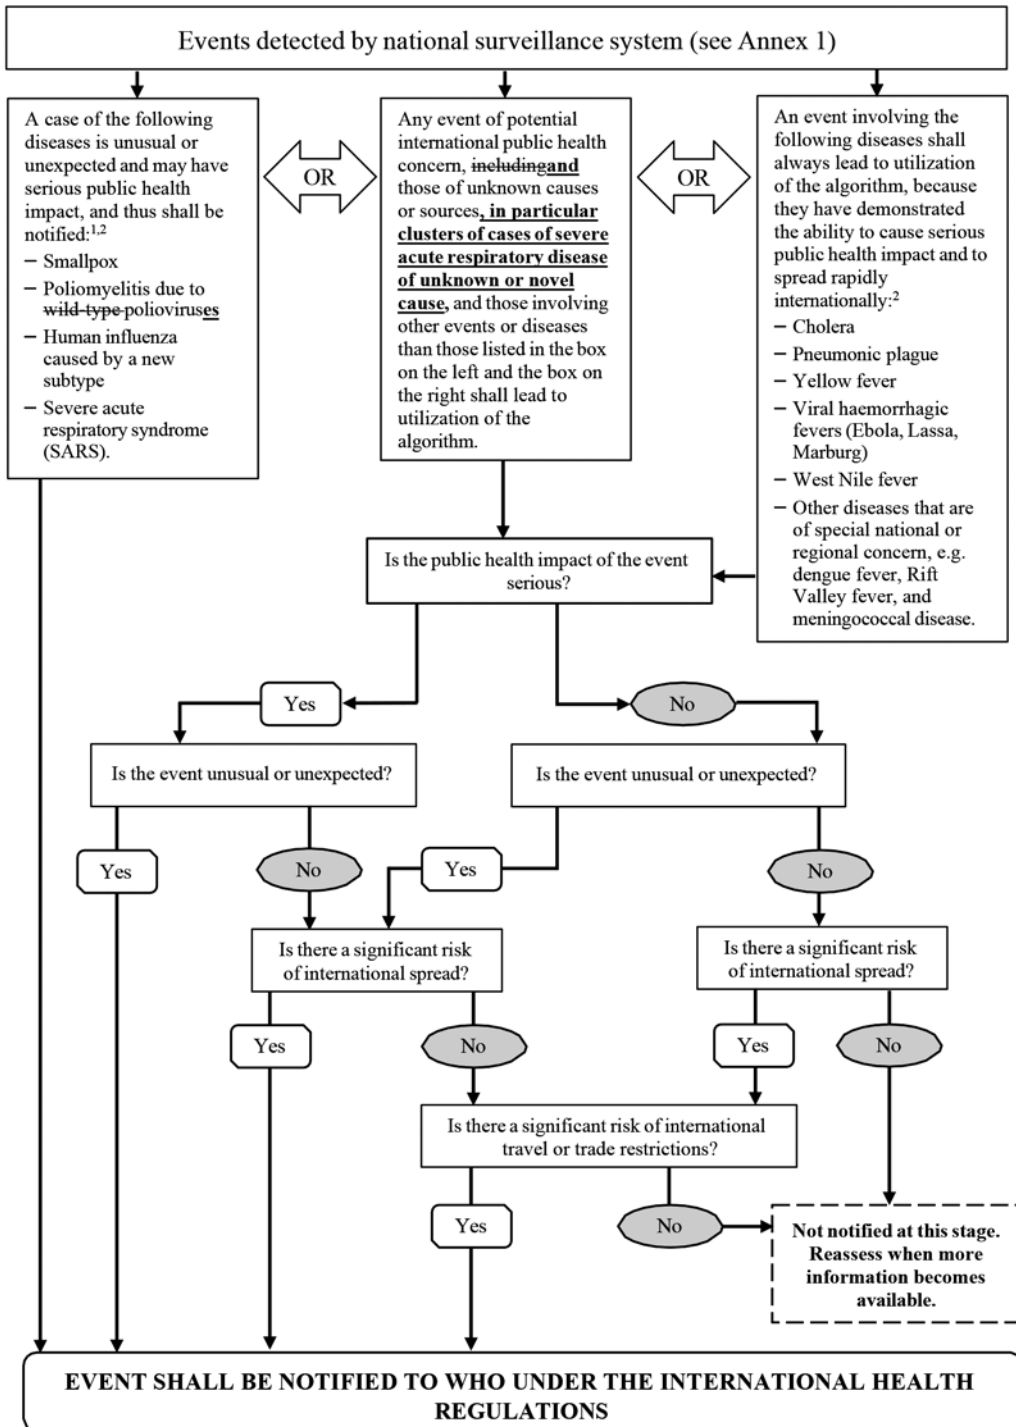 Events detected by national surveillance system (see Annex 1)
A case of the following
diseases is unusual or
unexpected and may have
serious public health
impact, and thus shall be
notified:1,2
– Smallpox
– Poliomyelitis due to
wild-type polioviruses
– Human influenza
caused by a new
subtype
– Severe acute
respiratory syndrome
(SARS).
OR
Any event of potential
international public health
concern, includingand
those of unknown causes
or sources, in particular
clusters of cases of severe
acute respiratory disease
of unknown or novel
cause, and those involving
other events or diseases
than those listed in the box
on the left and the box on
the right shall lead to
utilization of the
algorithm.
OR
An event involving the
following diseases shall
always lead to utilization
of the algorithm, because
they have demonstrated
the ability to cause serious
public health impact and to
spread rapidly
internationally:2
– Cholera
– Pneumonic plague
– Yellow fever
– Viral haemorrhagic
fevers (Ebola, Lassa,
Marburg)
– West Nile fever
– Other diseases that are
of special national or
regional concern, e.g.
dengue fever, Rift
Valley fever, and
meningococcal disease.
Is the public health impact of the event
serious?
Yes
No
Is the event unusual or unexpected?
Is the event unusual or unexpected?
Yes
No
Yes
No
Is there a significant risk
of international spread?
Is there a significant risk
of international spread?
Yes
No
Yes
No
Is there a significant risk of international
travel or trade restrictions?
Yes
No
Not notified at this stage.
Reassess when more
information becomes
available.
EVENT SHALL BE NOTIFIED TO WHO UNDER THE INTERNATIONAL HEALTH
REGULATIONS